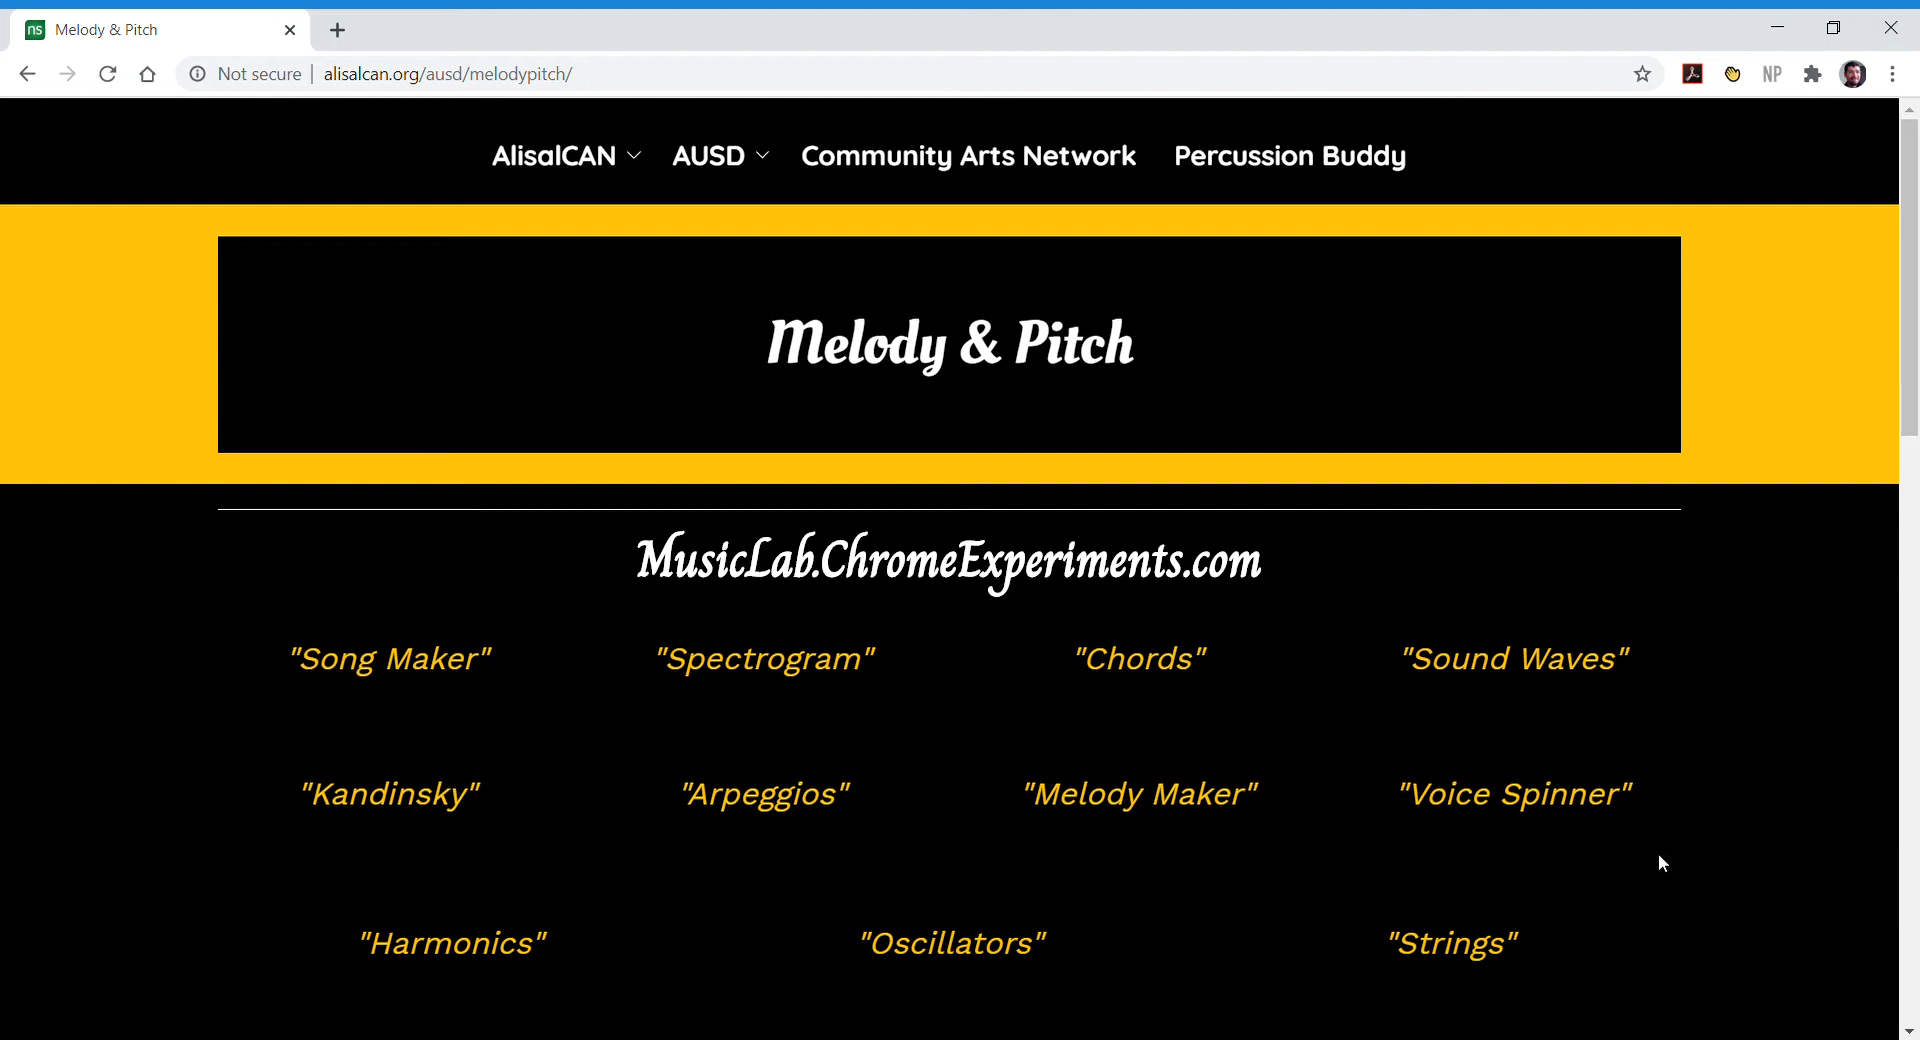 ns Melody & Pitch
Not secure | alisalcan.org/ausd/melodypitch/
NP
AlisalCAN AUSD Community Arts Network Percussion Buddy
Melody & Pitch
MusicLab.ChromeExperiments.com
"Song Maker" "Spectrogram" "Chords" "Sound Waves"
"Kandinsky" "Arpeggios" "Melody Maker" "Voice Spinner"
"Harmonics" "Oscillators" "Strings"